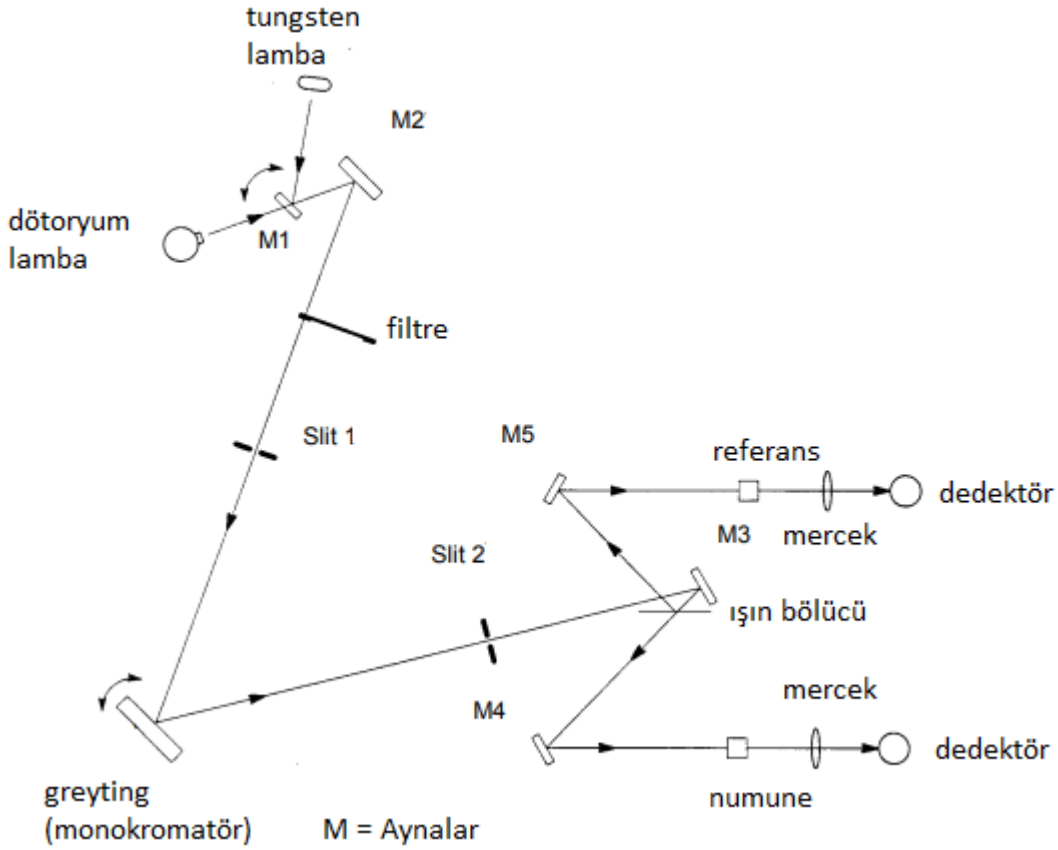 tungsten
lamba
M2
dötoryum
lamba
M1
filtre
Slit 1
M5
referans
dedektör
M3
mercek
Slit 2
ışın bölücü
mercek
M4
dedektör
numune
greyting
(monokromatör)
M = Aynalar